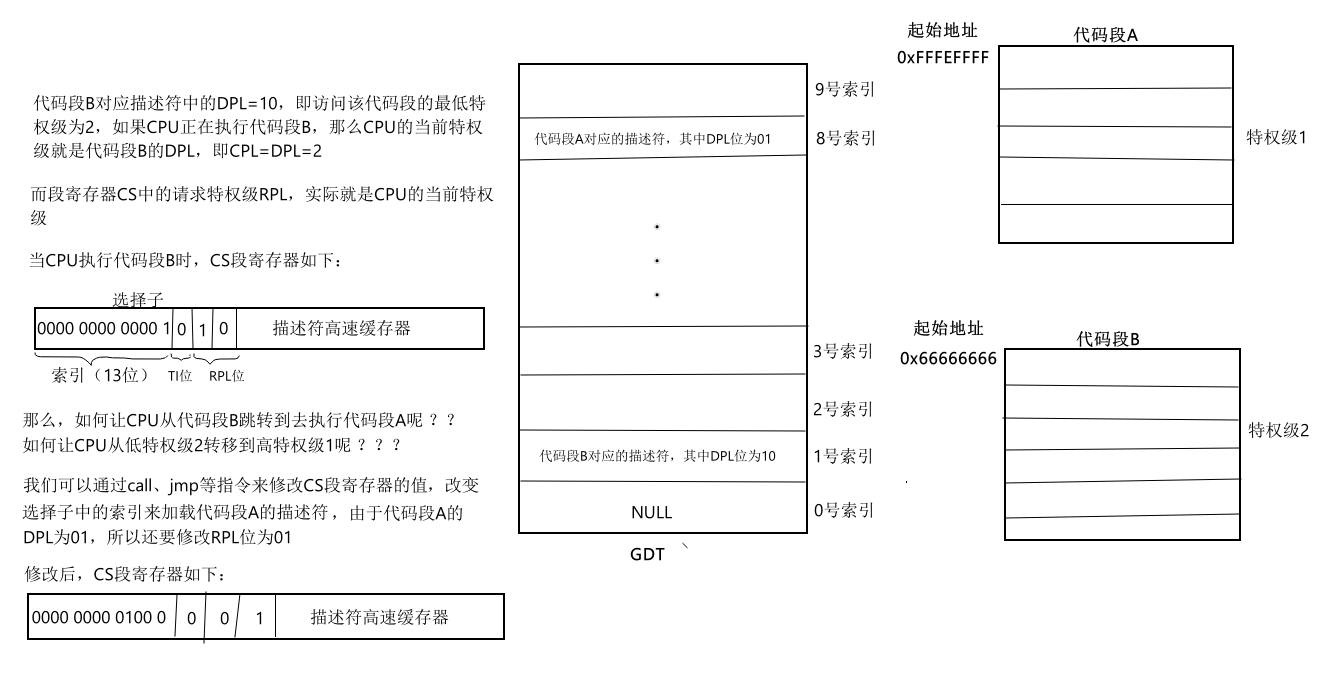 代码段B对应描述符中的DPL=10，即访问该代码段的最低特
权级为2，如果CPU正在执行代码段B，那么CPU的当前特权
级就是代码段B的DPL，即CPL=DPL=2
而段寄存器CS中的请求特权级RPL，实际就是CPU的当前特权
级
当CPU执行代码段B时，CS段寄存器如下：
选择子
0000 0000 0000 1 0 1 0 描述符高速缓存器
索引（13位） TI位 RPL位
那么，如何让CPU从代码段B跳转到去执行代码段A呢？？
如何让CPU从低特权级2转移到高特权级1呢？？？
我们可以通过call、jmp等指令来修改CS段寄存器的值，改变
选择子中的索引来加载代码段A的描述符，由于代码段A的
DPL为01，所以还要修改RPL位为01
修改后，CS段寄存器如下：
0000 0000 0100 0 0 0 1 描述符高速缓存器
9号索引
代码段A对应的描述符，其中DPL位为01 8号索引
3号索引
2号索引
代码段B对应的描述符，其中DPL位为10 1号索引
NULL 0号索引
GDT
起始地址 代码段A
0xFFFEFFFF
特权级1
起始地址 代码段B
0x66666666
特权级2